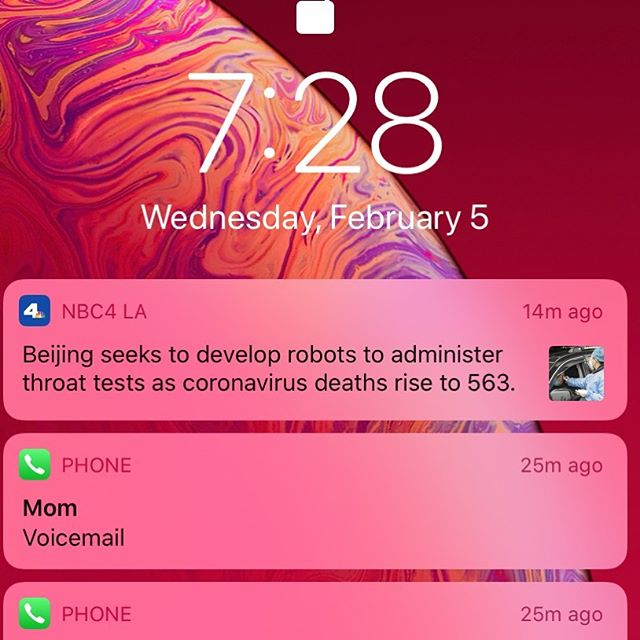 7:28
Wednesday, February 5
4 NBC4 LA 14m ago
Beijing seeks to develop robots to administer
throat tests as coronavirus deaths rise to 563.
PHONE 25m ago
Mom
Voicemail
PHONE 25m ago